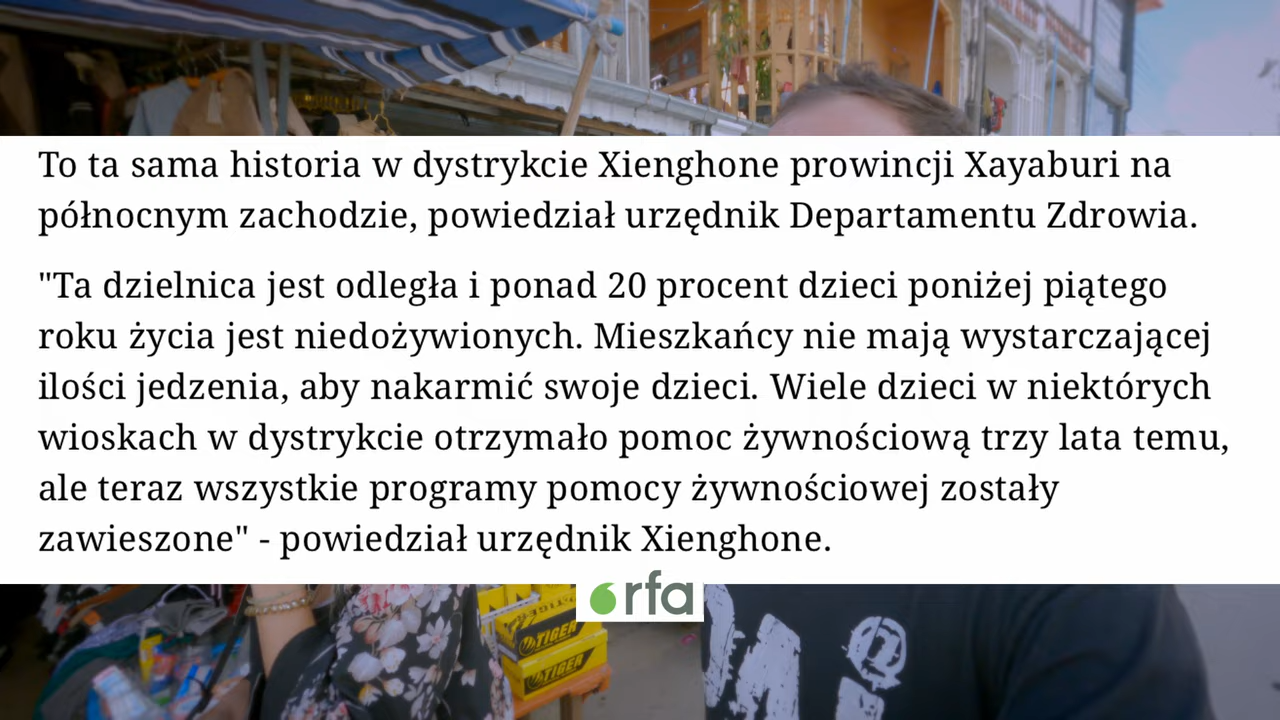 To ta sama historia w dystrykcie Xienghone prowincji Xayaburi na
północnym zachodzie, powiedział urzędnik Departamentu Zdrowia.
"Ta dzielnica jest odległa i ponad 20 procent dzieci poniżej piątego
roku życia jest niedożywionych. Mieszkańcy nie mają wystarczającej
ilości jedzenia, aby nakarmić swoje dzieci. Wiele dzieci w niektórych
wioskach w dystrykcie otrzymało pomoc żywnościową trzy lata temu,
ale teraz wszystkie programy pomocy żywnościowej zostały
zawieszone" - powiedział urzędnik Xienghone.
rfa
TIGER
TIGER